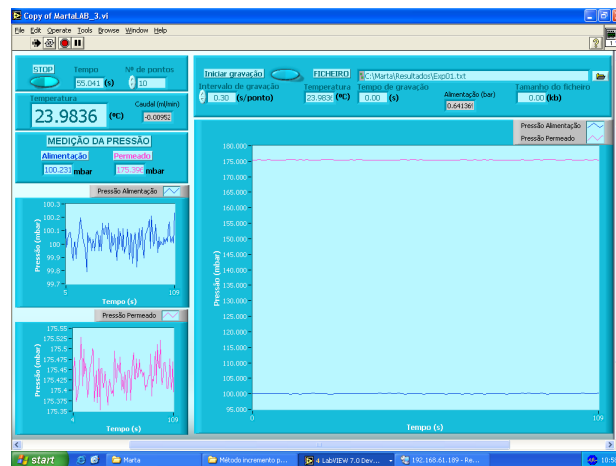 Copy of MartaLAB_3.vi
File Edit Operate Tools Browse Window Help
STOP Tempo Nº de pontos
55.041 (s) 10
Temperatura Caudal (ml/min)
23.9836 (ºC) -0.00952
MEDIÇÃO DA PRESSÃO
Alimentação Permeado
100.231 mbar 175.396 mbar
Pressão Alimentação
100.3
100.2
100.1
100
99.9
99.8
99.7
Pressão (mbar)
5 109
Tempo (s)
Pressão Permeado
175.55
175.525
175.5
175.475
175.45
175.425
175.4
175.375
175.35
Pressão (mbar)
4 109
Tempo (s)
Iniciar gravação FICHEIRO C:\Marta\Resultados\Exp01.txt
Intervalo de gravação Temperatura Tempo de gravação Alimentação (bar) Tamanho do ficheiro
0.30 (s/ponto) 23.983 (ºC) 0.00 (s) 0.64136 0.00 (kb)
Pressão Alimentação
Pressão Permeado
180.000
175.000
170.000
165.000
160.000
155.000
150.000
145.000
140.000
135.000
130.000
125.000
120.000
115.000
110.000
105.000
100.000
95.000
Pressão (mbar)
0 109
Tempo (s)
start Marta Método incremento p... 4 LabVIEW 7.0 Dev... 192.168.61.189 - Re...